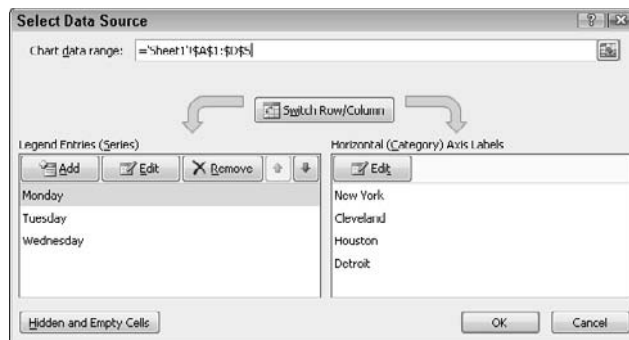 Select Data Source
Chart data range: ='Sheet1'!$A$1:$D$5
Switch Row/Column
Legend Entries (Series)
Horizontal (Category) Axis Labels
Add Edit Remove
Edit
Monday
Tuesday
Wednesday
New York
Cleveland
Houston
Detroit
Hidden and Empty Cells
OK Cancel